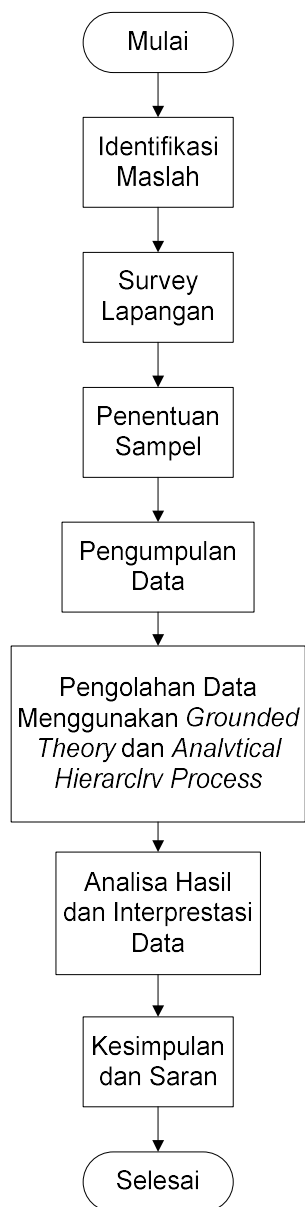 Mulai
Identifikasi
Maslah
Survey
Lapangan
Penentuan
Sampel
Pengumpulan
Data
Pengolahan Data
Menggunakan Grounded
Theory dan Analvtical
Hierarclrv Process
Analisa Hasil
dan Interprestasi
Data
Kesimpulan
dan Saran
Selesai